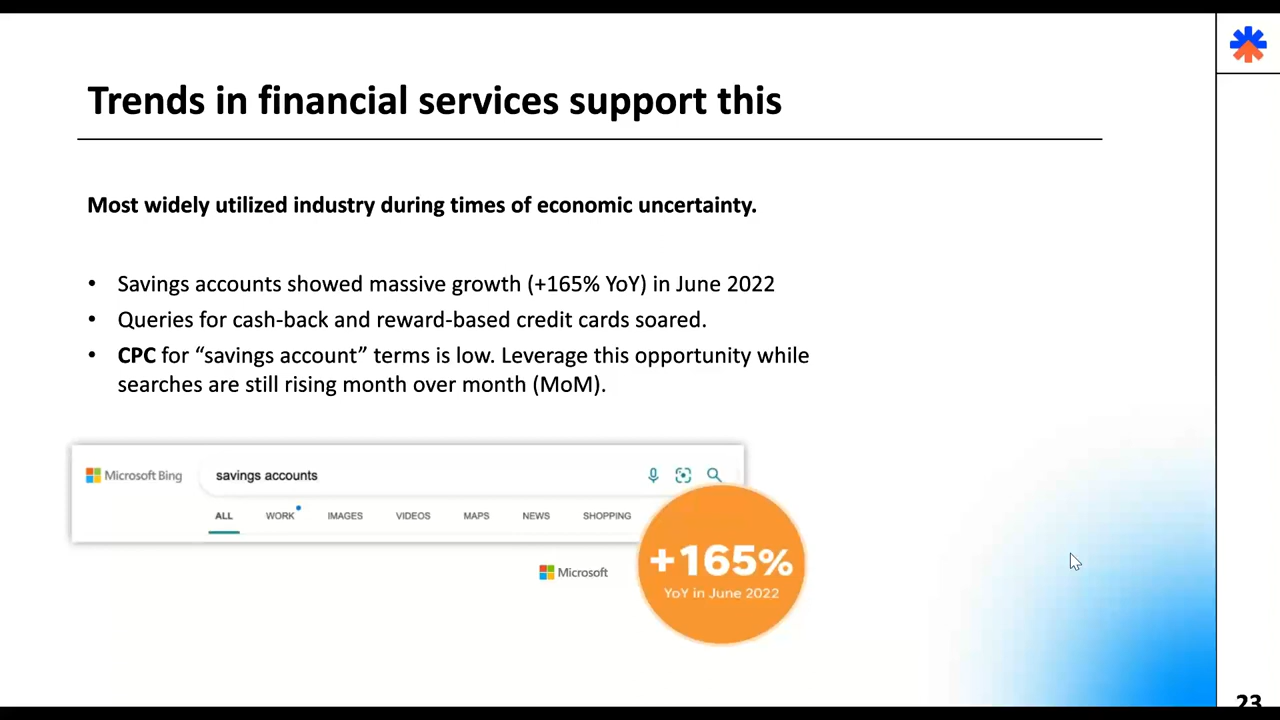 Trends in financial services support this
Most widely utilized industry during times of economic uncertainty.
• Savings accounts showed massive growth (+165% YoY) in June 2022
• Queries for cash-back and reward-based credit cards soared.
• CPC for “savings account” terms is low. Leverage this opportunity while
searches are still rising month over month (MoM).
Microsoft Bing
savings accounts
ALL WORK IMAGES VIDEOS MAPS NEWS SHOPPING
Microsoft
+165%
YoY in June 2022
23